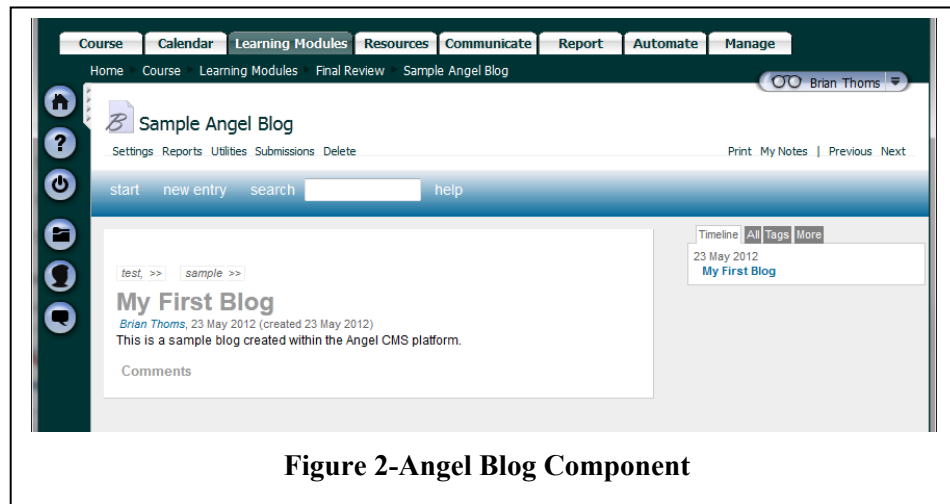 Course Calendar Learning Modules Resources Communicate Report Automate Manage
Home Course Learning Modules Final Review Sample Angel Blog
Brian Thoms
B Sample Angel Blog
?
Settings Reports Utilities Submissions Delete Print My Notes | Previous Next
start new entry search help
Timeline All Tags More
23 May 2012
My First Blog
test, >> sample >>
My First Blog
Brian Thoms, 23 May 2012 (created 23 May 2012)
This is a sample blog created within the Angel CMS platform.
Comments
Figure 2-Angel Blog Component